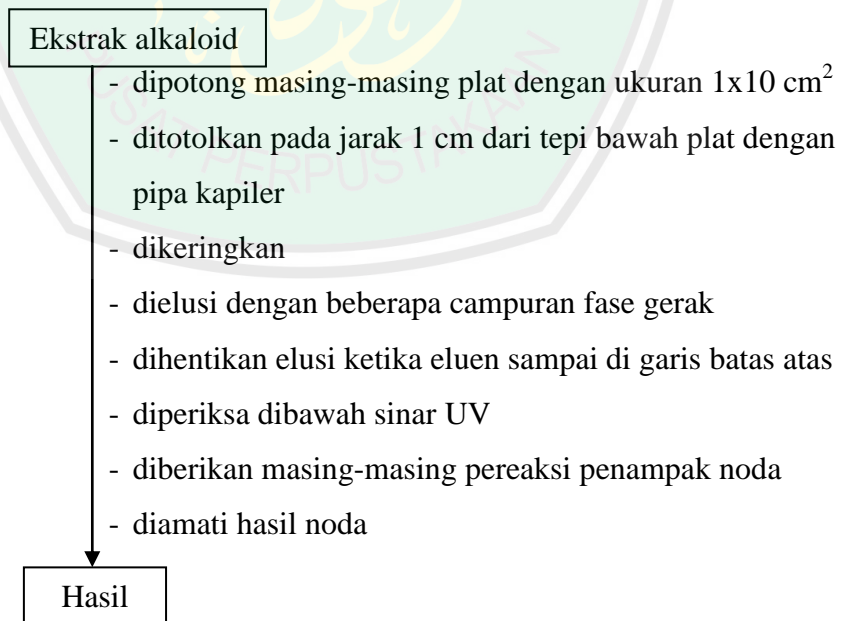 Ekstrak alkaloid
- dipotong masing-masing plat dengan ukuran 1x10 cm²
- ditotolkan pada jarak 1 cm dari tepi bawah plat dengan
pipa kapiler
- dikeringkan
- dielusi dengan beberapa campuran fase gerak
- dihentikan elusi ketika eluen sampai di garis batas atas
- diperiksa dibawah sinar UV
- diberikan masing-masing pereaksi penampak noda
- diamati hasil noda
Hasil
PUSAT PERPUSTAKAAN